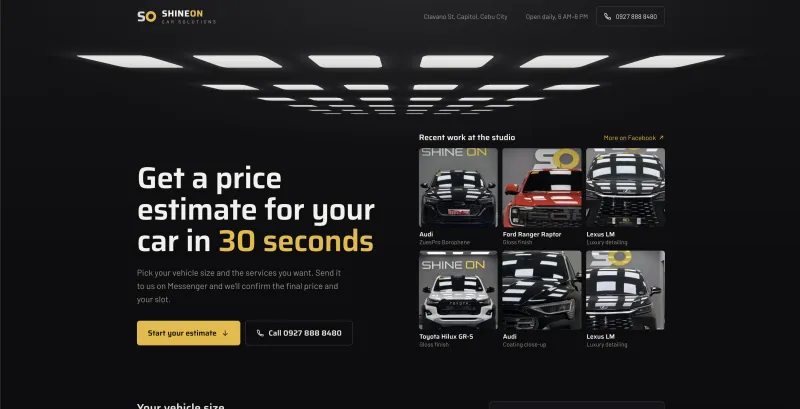 SO SHINEON
CAR SOLUTIONS
Clavano St, Capitol, Cebu City
Open daily, 6 AM–8 PM
0927 888 8480
Recent work at the studio
More on Facebook ↗
Get a price
estimate for your
car in 30 seconds
Pick your vehicle size and the services you want. Send it
to us on Messenger and we'll confirm the final price and
your slot.
Start your estimate ↓
Call 0927 888 8480
SHINE ON
Audi
ZuesPro Borophene
SO
Ford Ranger Raptor
Gloss finish
Lexus LM
Luxury detailing
SHINE ON
TOYOTA
Toyota Hilux GR-S
Gloss finish
Audi
Coating close-up
Lexus LM
Luxury detailing
Your vehicle size